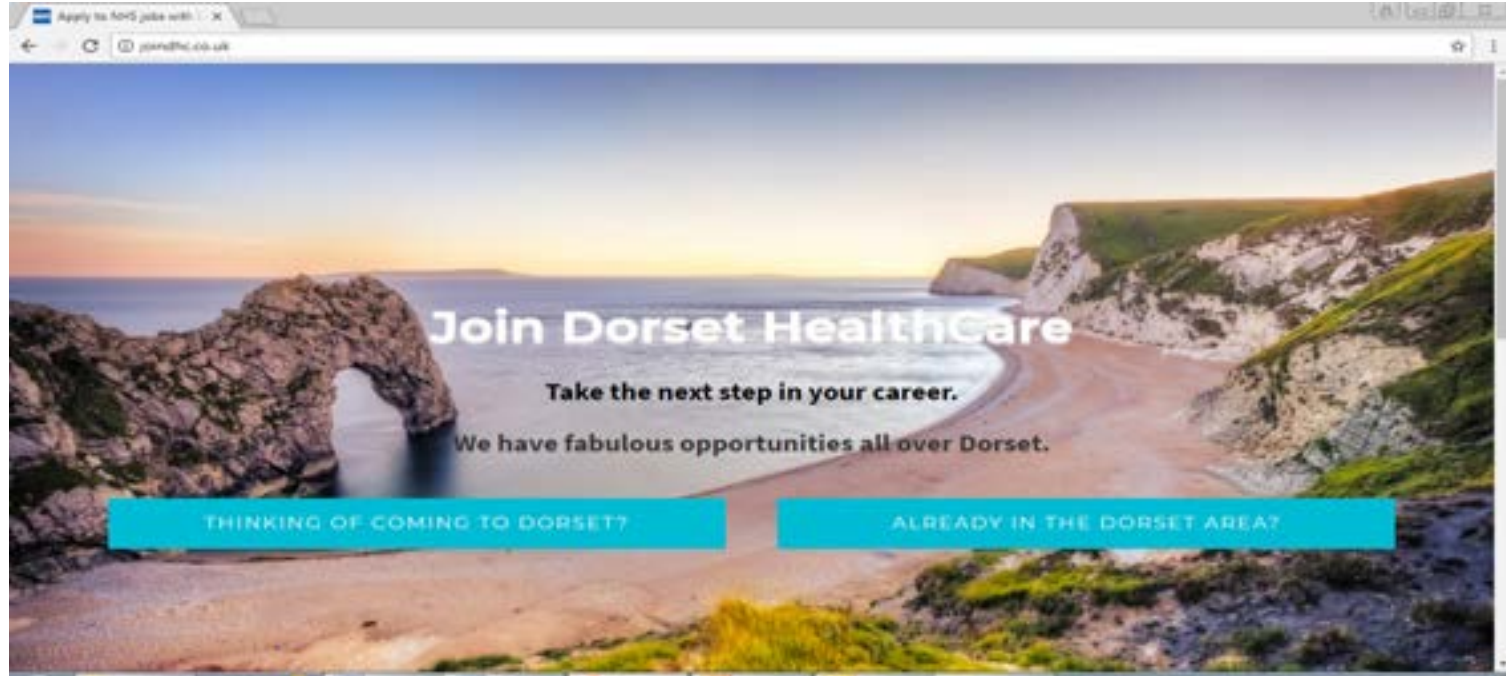 Apply to NHS jobs with
joindhc.co.uk
Join Dorset HealthCare
Take the next step in your career.
We have fabulous opportunities all over Dorset.
THINKING OF COMING TO DORSET?
ALREADY IN THE DORSET AREA?